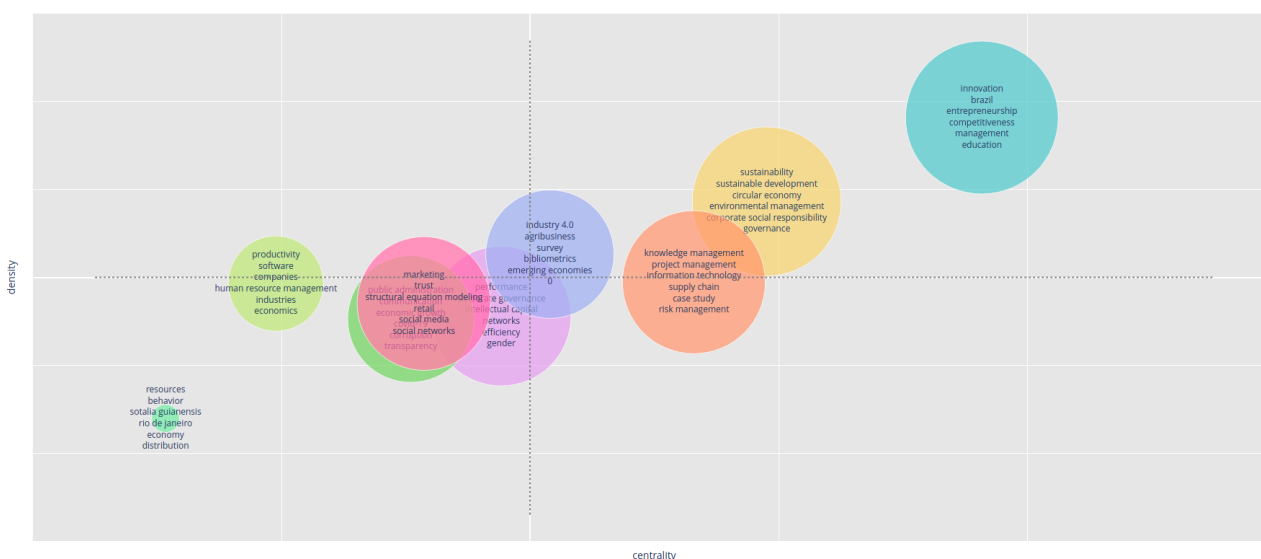 innovation
brazil
entrepreneurship
competitiveness
management
education
sustainability
sustainable development
circular economy
environmental management
corporate social responsibility
governance
industry 4.0
agribusiness
survey
bibliometrics
emerging economies
0
knowledge management
project management
information technology
supply chain
case study
risk management
productivity
software
companies
human resource management
industries
economics
marketing
trust
structural equation modeling
retail
social media
social networks
public administration
communication
economic growth
corruption
transparency
performance
governance
intellectual capital
networks
efficiency
gender
resources
behavior
sotalia guianensis
rio de janeiro
economy
distribution
density
centrality